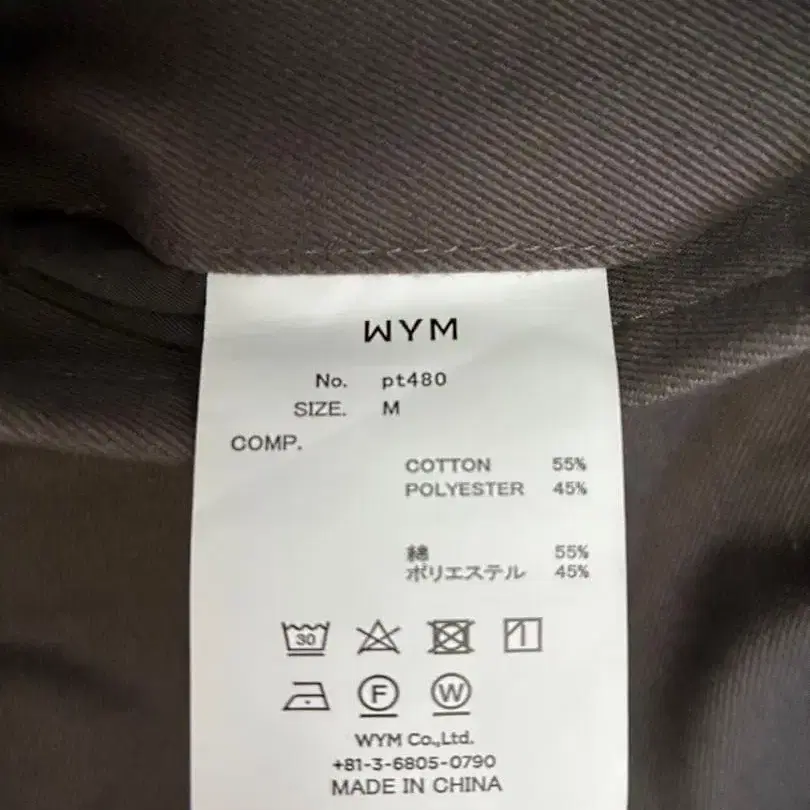 WYM
No. pt480
SIZE. M
COMP.
COTTON 55%
POLYESTER 45%
綿 55%
ポリエステル 45%
30
F W
WYM Co.,Ltd.
+81-3-6805-0790
MADE IN CHINA